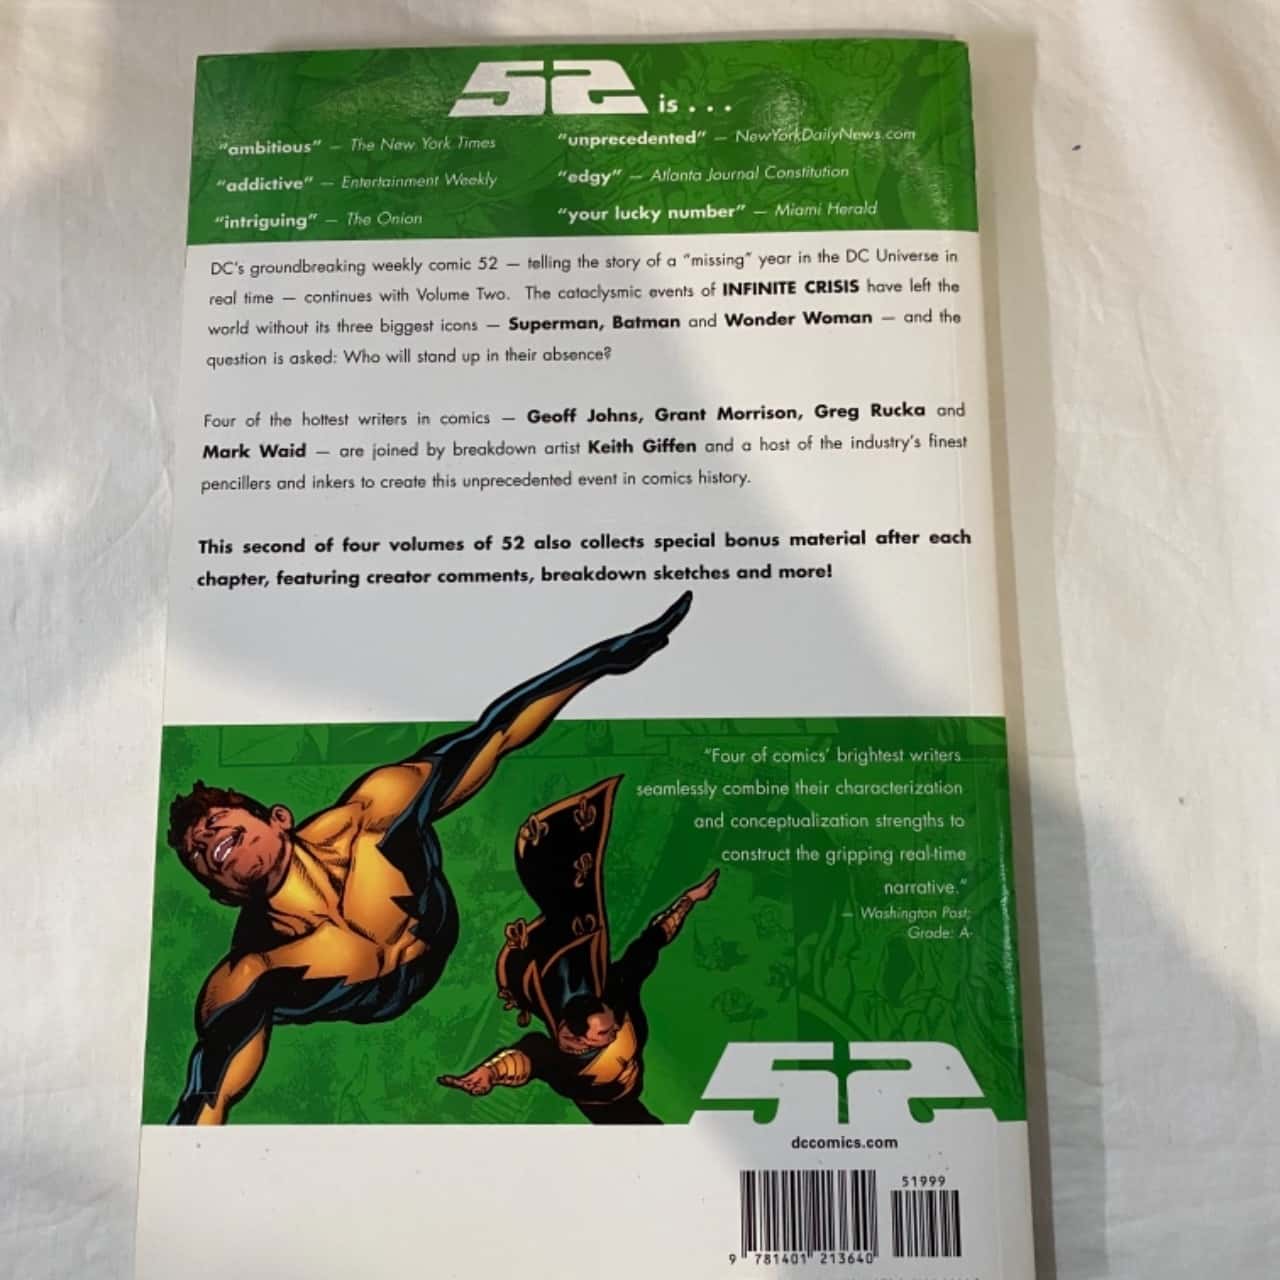 52 is . . .
"ambitious" — The New York Times
"addictive" — Entertainment Weekly
"intriguing" — The Onion
"unprecedented" — NewYorkDailyNews.com
"edgy" — Atlanta Journal Constitution
"your lucky number" — Miami Herald
DC's groundbreaking weekly comic 52 — telling the story of a "missing" year in the DC Universe in
real time — continues with Volume Two. The cataclysmic events of INFINITE CRISIS have left the
world without its three biggest icons — Superman, Batman and Wonder Woman — and the
question is asked: Who will stand up in their absence?
Four of the hottest writers in comics — Geoff Johns, Grant Morrison, Greg Rucka and
Mark Waid — are joined by breakdown artist Keith Giffen and a host of the industry's finest
pencillers and inkers to create this unprecedented event in comics history.
This second of four volumes of 52 also collects special bonus material after each
chapter, featuring creator comments, breakdown sketches and more!
"Four of comics' brightest writers
seamlessly combine their characterization
and conceptualization strengths to
construct the gripping real-time
narrative."
— Washington Post;
Grade: A-
52
dccomics.com
51999
9 781401 213640